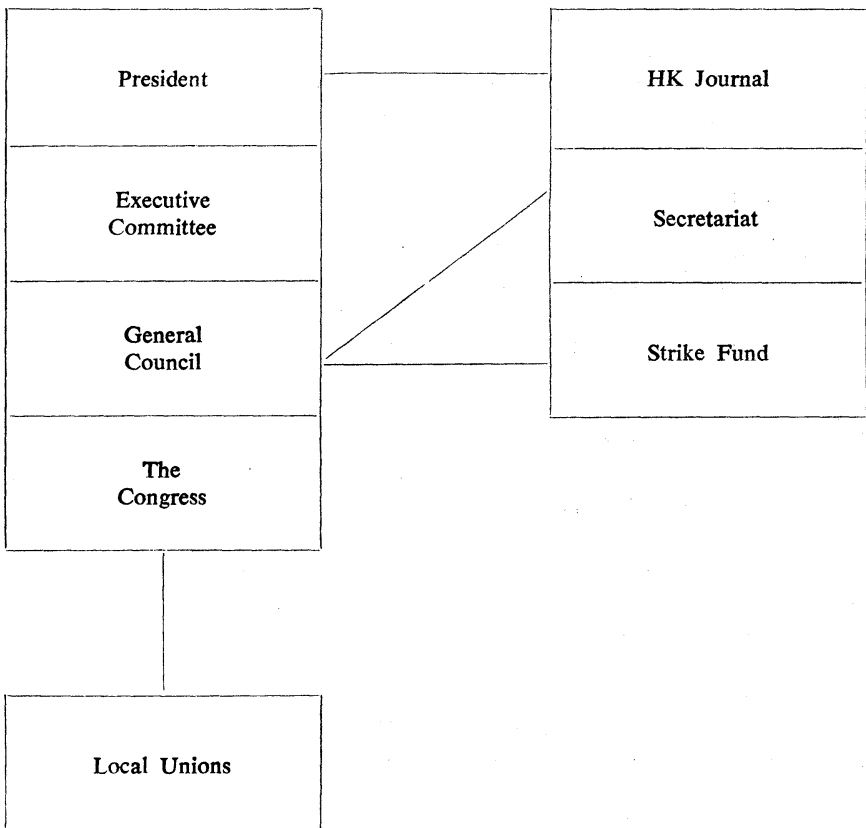 President
Executive
Committee
General
Council
The
Congress
Local Unions
HK Journal
Secretariat
Strike Fund